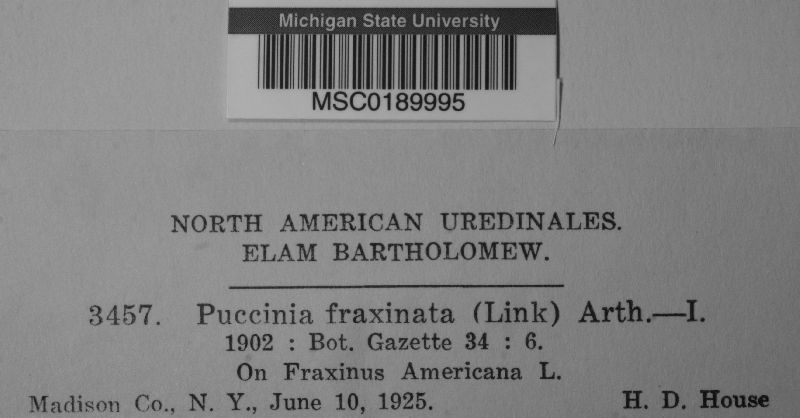 Michigan State University
MSC0189995
NORTH AMERICAN UREDINALES.
ELAM BARTHOLOMEW.
3457. Puccinia fraxinata (Link) Arth.—I.
1902 : Bot. Gazette 34 : 6.
On Fraxinus Americana L.
Madison Co., N. Y., June 10, 1925. H. D. House